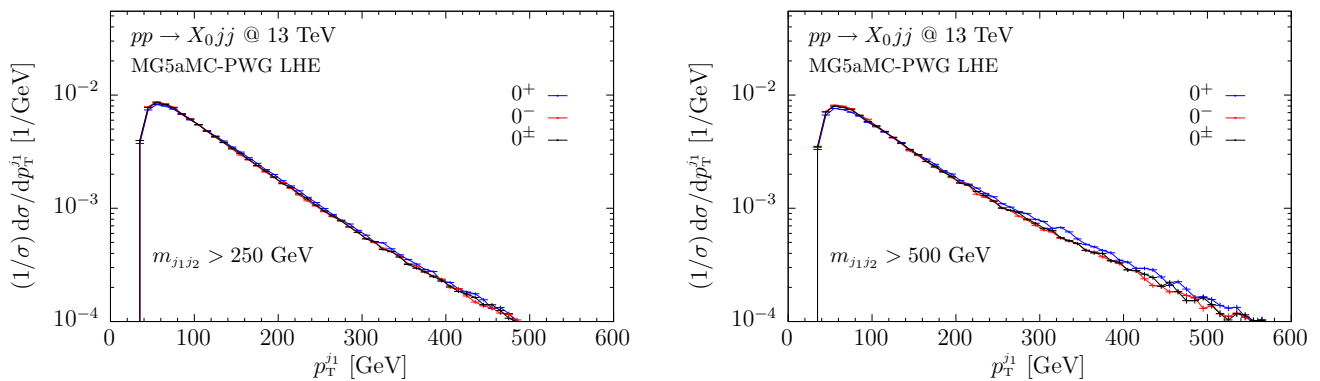 pp → X₀jj @ 13 TeV
MG5aMC-PWG LHE
0⁺
0⁻
0^±
m_{j₁j₂} > 250 GeV
(1/σ) dσ/dp_T^{j₁} [1/GeV]
10⁻²
10⁻³
10⁻⁴
0 100 200 300 400 500 600
p_T^{j₁} [GeV]
pp → X₀jj @ 13 TeV
MG5aMC-PWG LHE
0⁺
0⁻
0^±
m_{j₁j₂} > 500 GeV
(1/σ) dσ/dp_T^{j₁} [1/GeV]
10⁻²
10⁻³
10⁻⁴
0 100 200 300 400 500 600
p_T^{j₁} [GeV]